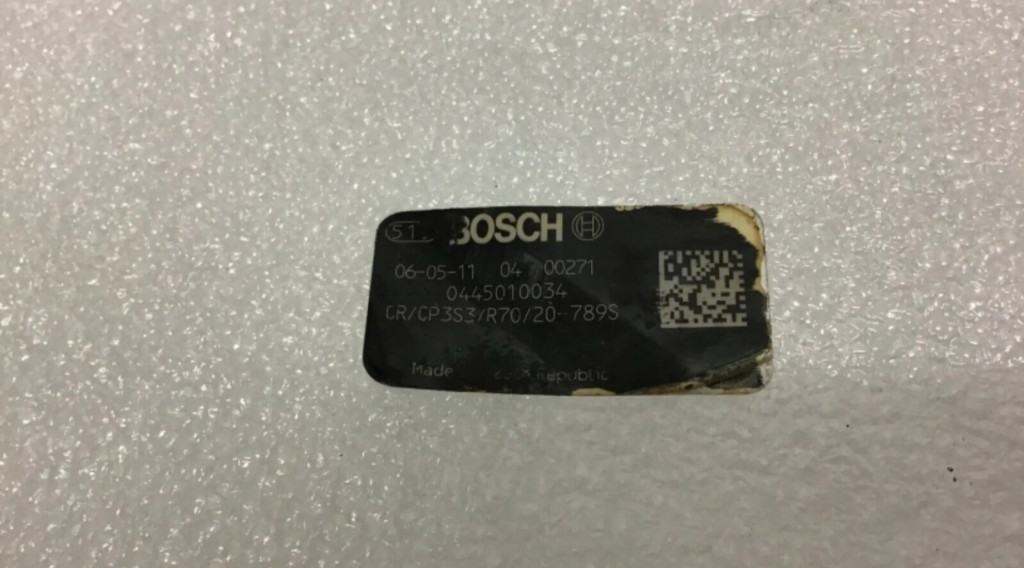 51 BOSCH
06-05-11 04 00271
0445010034
CR/CP3S3/R70/20-789S
Made Republic